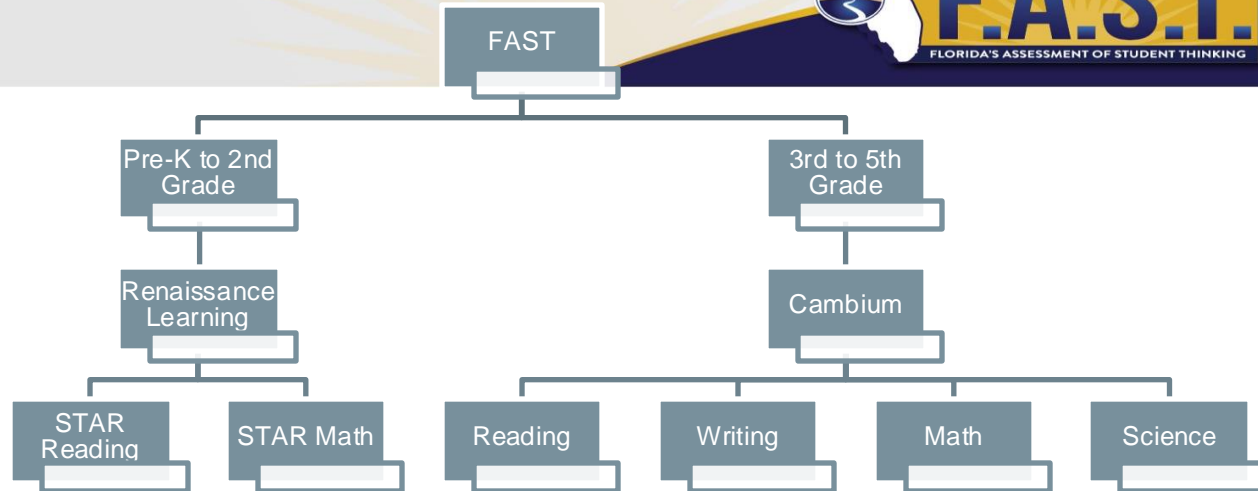 F.A.S.T.
FLORIDA'S ASSESSMENT OF STUDENT THINKING
FAST
Pre-K to 2nd
Grade
3rd to 5th
Grade
Renaissance
Learning
Cambium
STAR
Reading
STAR Math
Reading
Writing
Math
Science